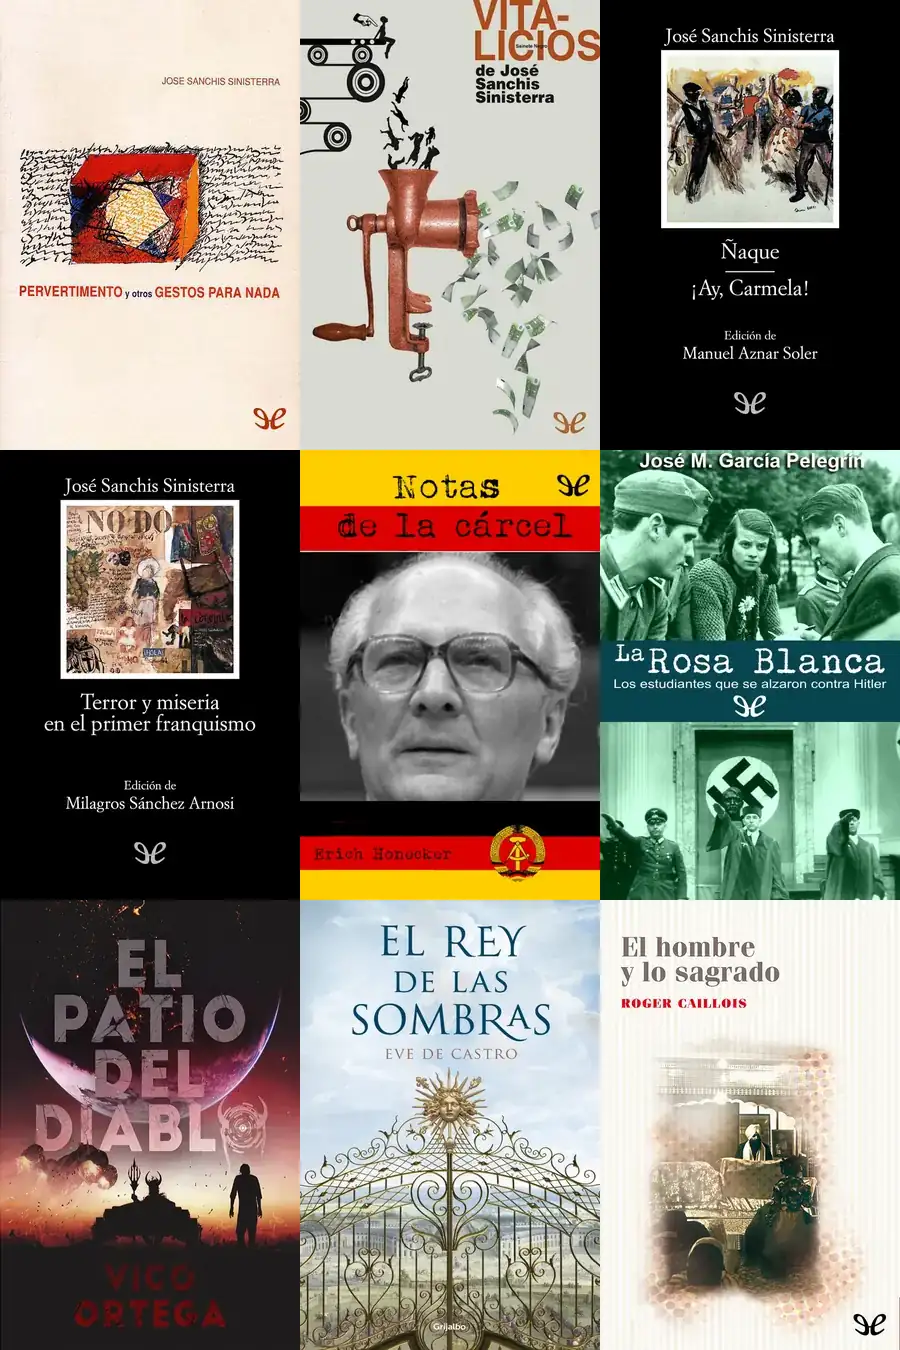 JOSE SANCHIS SINISTERRA
PERVERTIMENTO y otros GESTOS PARA NADA
VITA-
LICIOS
Sainete Negro
de José
Sanchis
Sinisterra
José Sanchis Sinisterra
Ñaque
¡Ay, Carmela!
Edición de
Manuel Aznar Soler
José Sanchis Sinisterra
NO DO
Terror y miseria
en el primer franquismo
Edición de
Milagros Sánchez Arnosi
Notas
de la cárcel
Erich Honecker
José M. García Pelegrín
La Rosa Blanca
Los estudiantes que se alzaron contra Hitler
EL
PATIO
DEL
DIABLO
VICO
ORTEGA
EL REY
DE LAS
SOMBRAS
EVE DE CASTRO
Grijalbo
El hombre
y lo sagrado
ROGER CAILLOIS